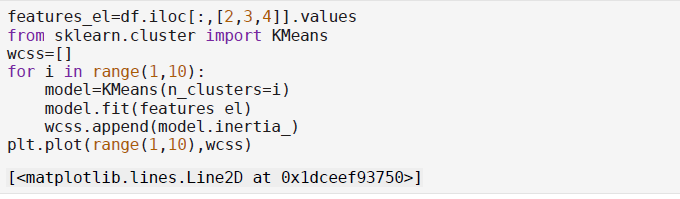 features_el=df.iloc[:,[2,3,4]].values
from sklearn.cluster import KMeans
wcss=[]
for i in range(1,10):
    model=KMeans(n_clusters=i)
    model.fit(features el)
    wcss.append(model.inertia_)
plt.plot(range(1,10),wcss)
[<matplotlib.lines.Line2D at 0x1dceef93750>]